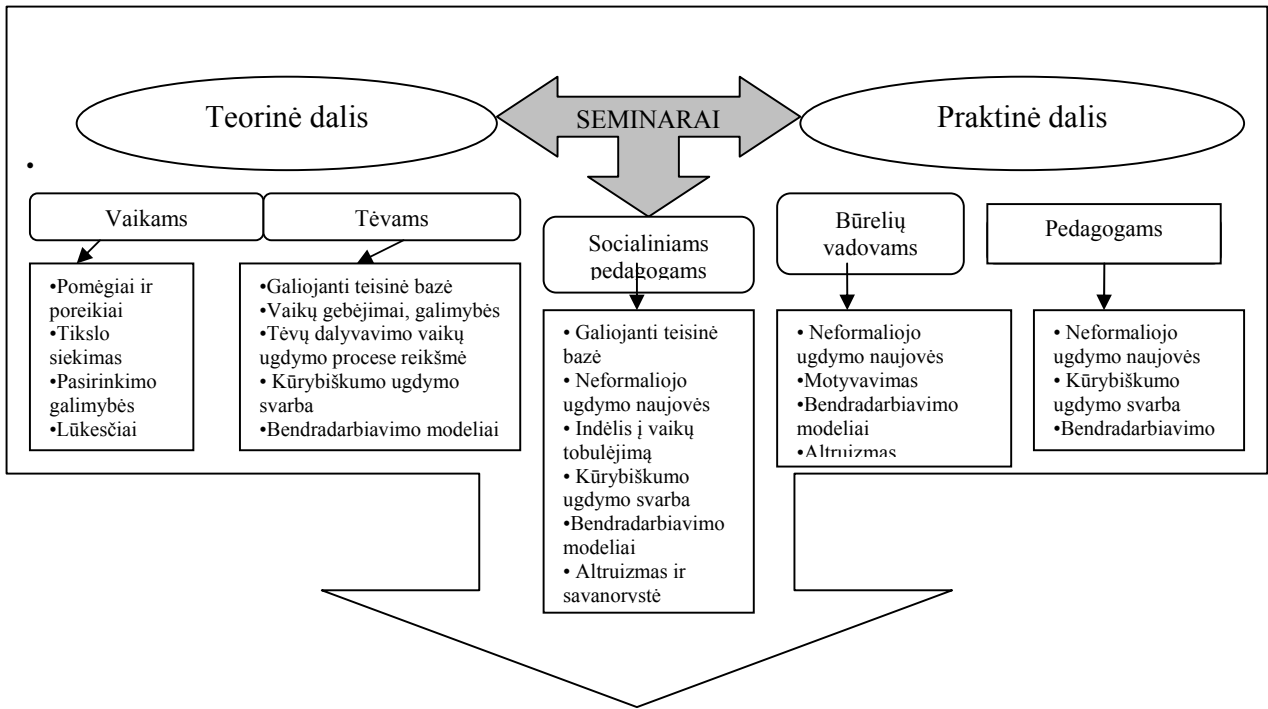 Teorinė dalis
SEMINARAI
Praktinė dalis
•
Vaikams
•Pomėgiai ir
poreikiai
•Tikslo
siekimas
•Pasirinkimo
galimybės
•Lūkesčiai
Tėvams
•Galiojanti teisinė bazė
•Vaikų gebėjimai, galimybės
•Tėvų dalyvavimo vaikų
ugdymo procese reikšmė
• Kūrybiškumo ugdymo
svarba
•Bendradarbiavimo modeliai
Socialiniams
pedagogams
• Galiojanti teisinė
bazė
• Neformaliojo
ugdymo naujovės
• Indėlis į vaikų
tobulėjimą
• Kūrybiškumo
ugdymo svarba
•Bendradarbiavimo
modeliai
• Altruizmas ir
savanorystė
Būrelių
vadovams
• Neformaliojo
ugdymo naujovės
•Motyvavimas
•Bendradarbiavimo
modeliai
•Altruizmas
Pedagogams
• Neformaliojo
ugdymo naujovės
• Kūrybiškumo
ugdymo svarba
•Bendradarbiavimo